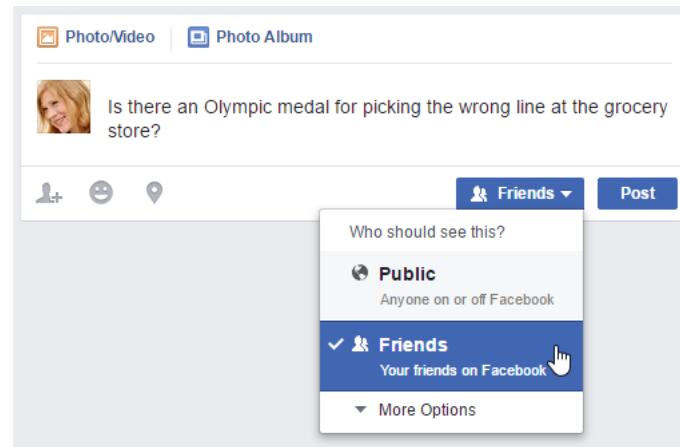 Photo/Video
Photo Album
Is there an Olympic medal for picking the wrong line at the grocery
store?
Friends
Post
Who should see this?
Public
Anyone on or off Facebook
Friends
Your friends on Facebook
More Options